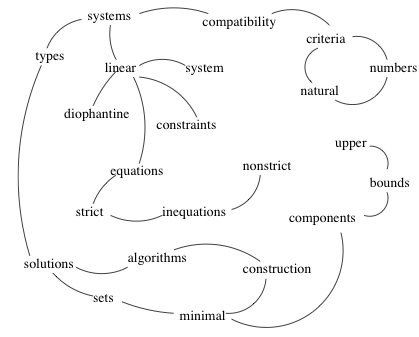 systems
compatibility
criteria
types
linear
system
numbers
natural
diophantine
constraints
upper
equations
nonstrict
bounds
strict
inequations
components
solutions
algorithms
construction
sets
minimal